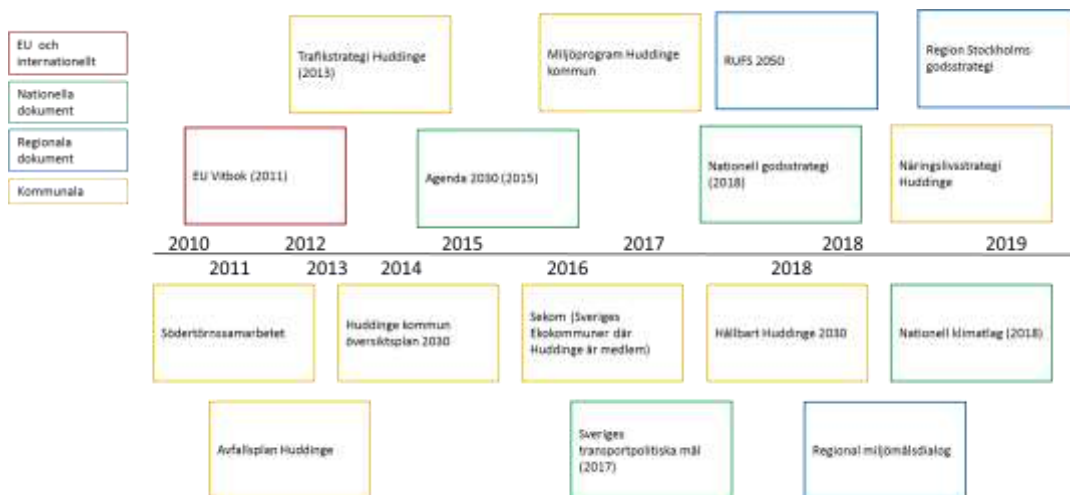 EU och
internationellt
Nationella
dokument
Regionala
dokument
Kommunala
Trafikstrategi Huddinge
(2013)
Miljöprogram Huddinge
kommun
RUFS 2050
Region Stockholms
godsstrategi
EU Vitbok (2011)
Agenda 2030 (2015)
Nationell godsstrategi
(2018)
Näringslivsstrategi
Huddinge
2010 2012 2015 2017 2018 2019
2011 2013 2014 2016 2018
Södertörnssamarbetet
Huddinge kommun
översiktsplan 2030
Sekom (Sveriges
Ekokommuner där
Huddinge är medlem)
Hållbart Huddinge 2030
Nationell klimatlag (2018)
Avfallsplan Huddinge
Sveriges
transportpolitiska mål
(2017)
Regional miljömålsdialog